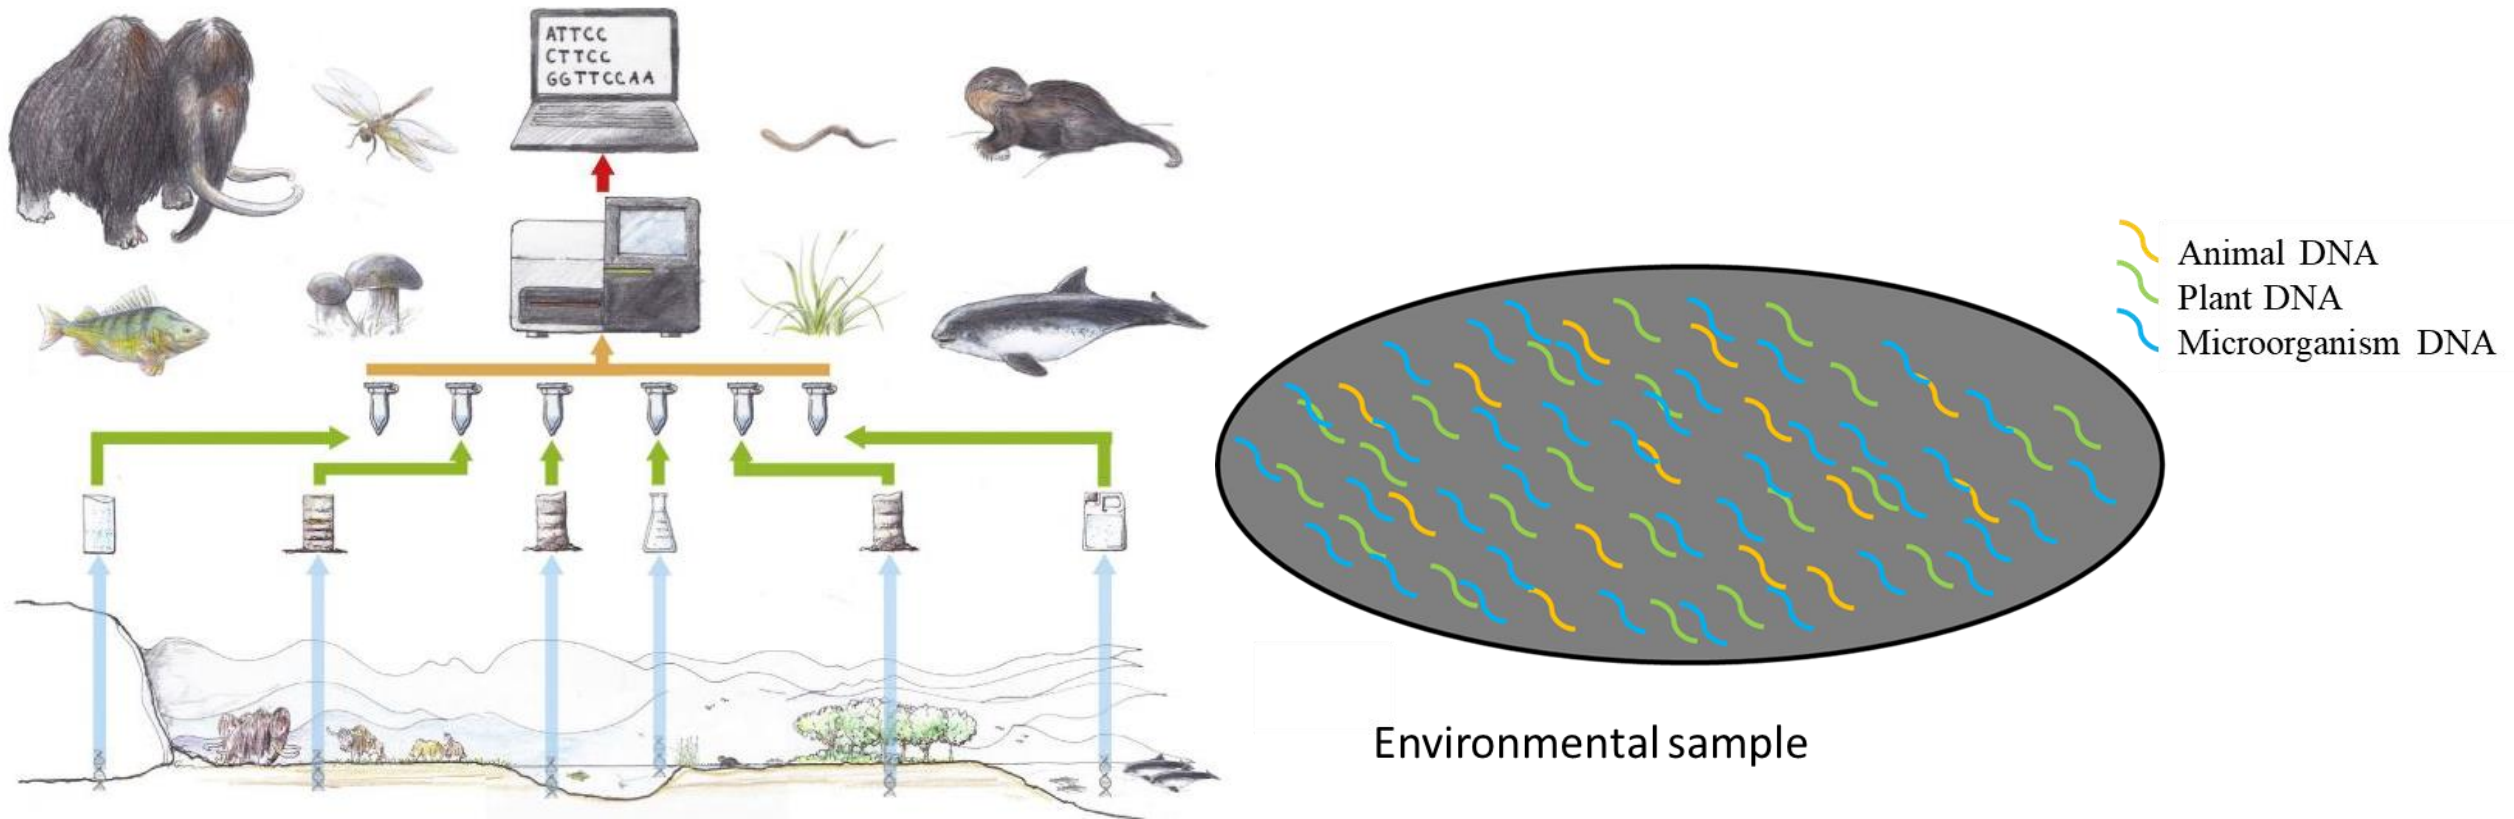 ATTCC
CTTCC
GGTTCCAA
Animal DNA
Plant DNA
Microorganism DNA
Environmental sample